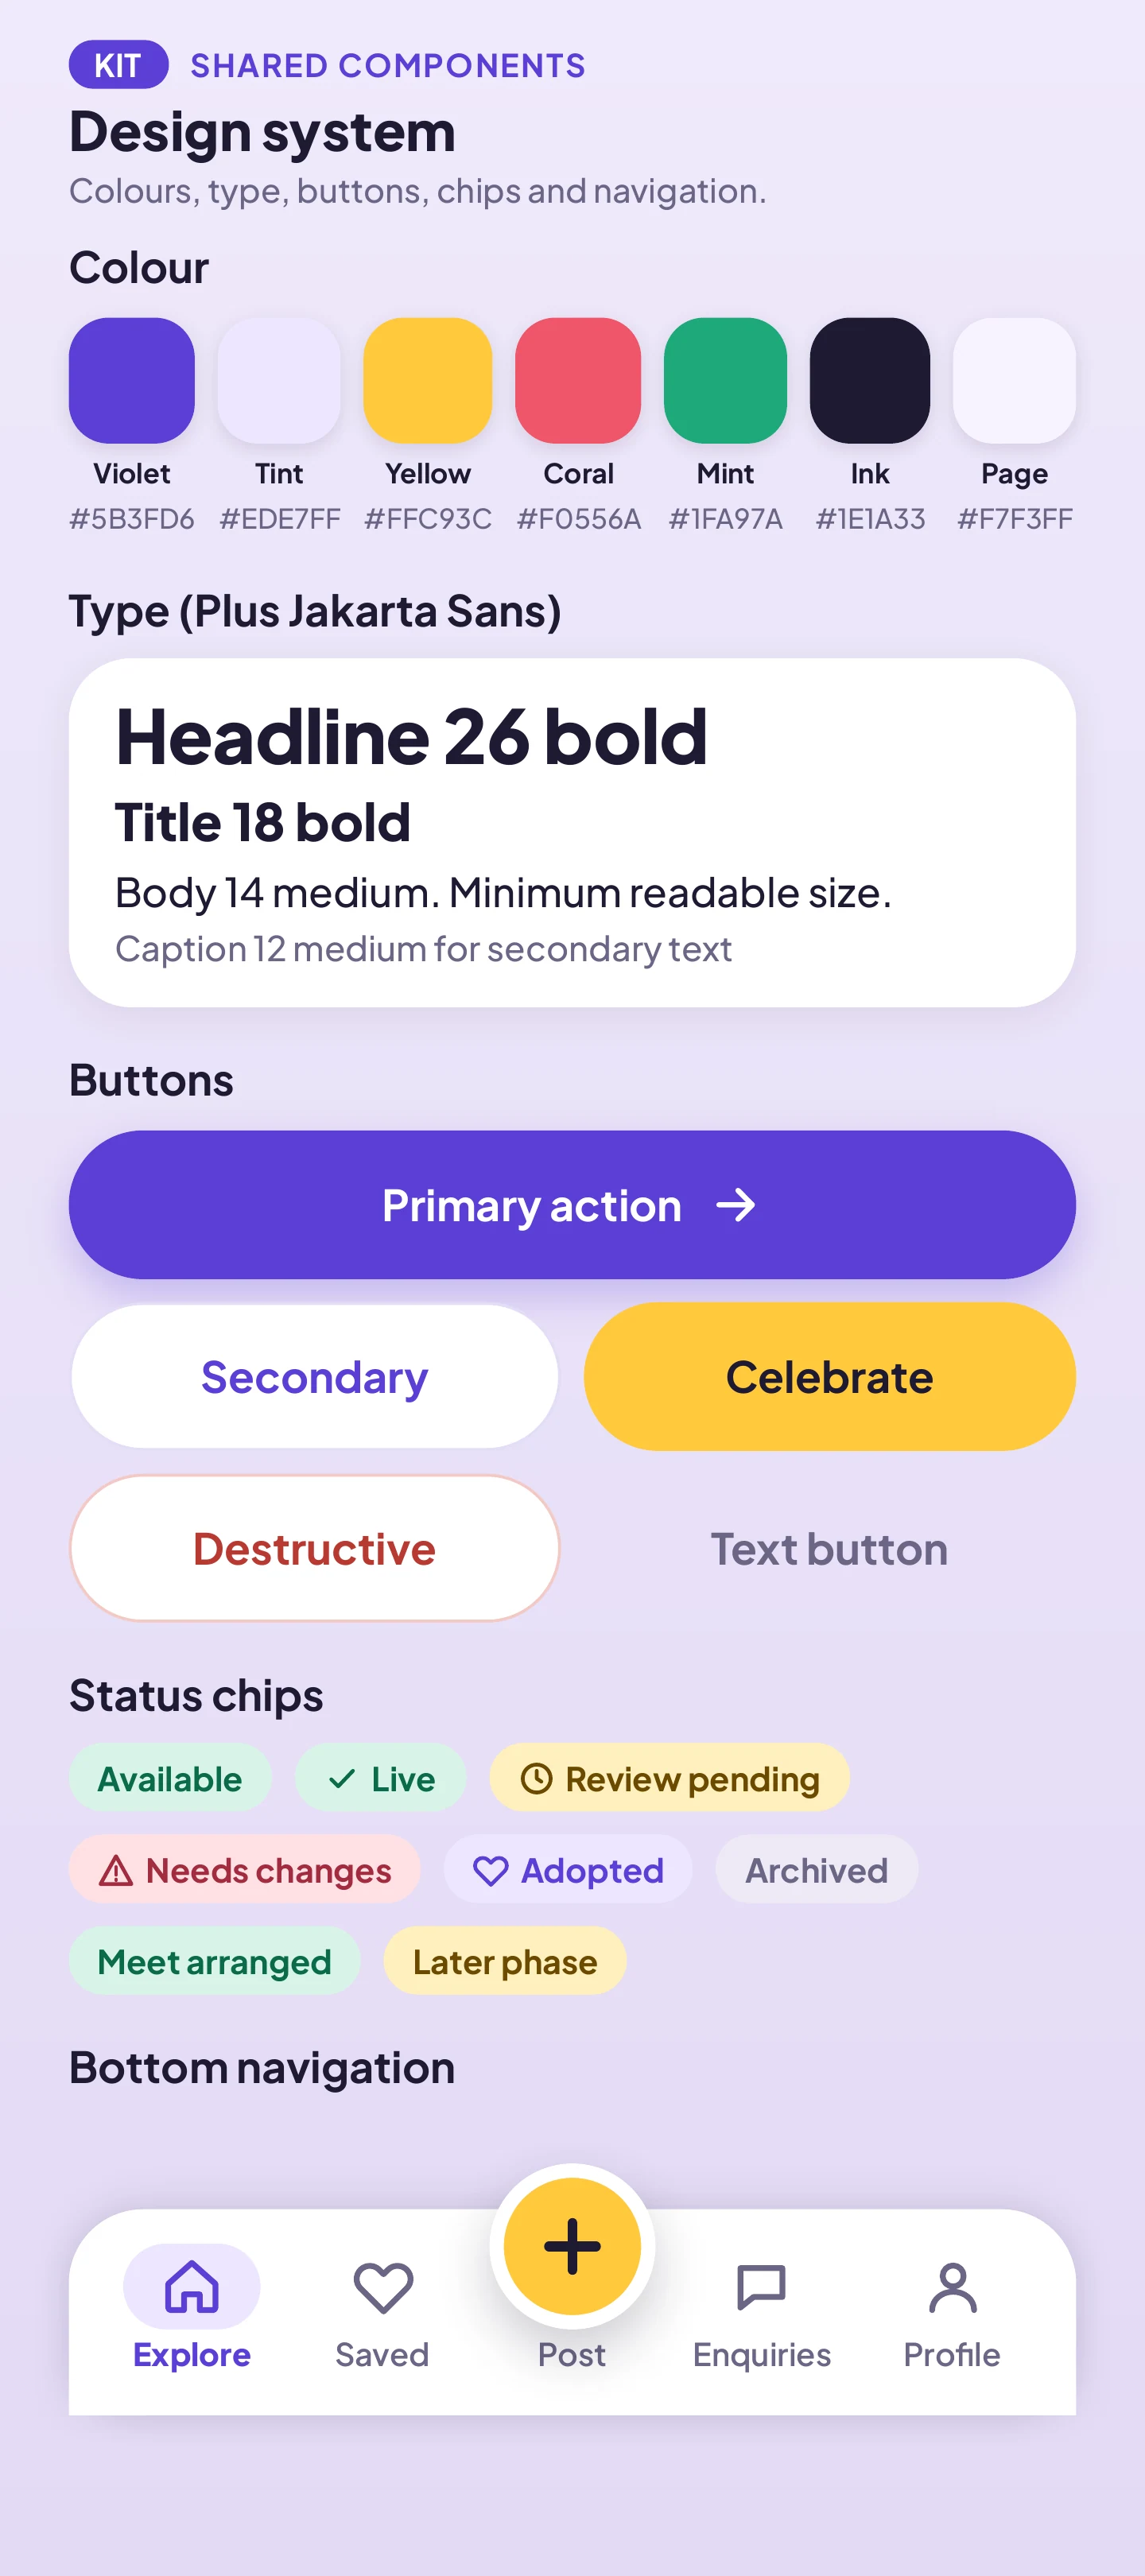 KIT SHARED COMPONENTS
Design system
Colours, type, buttons, chips and navigation.
Colour
Violet Tint Yellow Coral Mint Ink Page
#5B3FD6 #EDE7FF #FFC93C #F0556A #1FA97A #1E1A33 #F7F3FF
Type (Plus Jakarta Sans)
Headline 26 bold
Title 18 bold
Body 14 medium. Minimum readable size.
Caption 12 medium for secondary text
Buttons
Primary action →
Secondary Celebrate
Destructive Text button
Status chips
Available Live Review pending
Needs changes Adopted Archived
Meet arranged Later phase
Bottom navigation
Explore Saved Post Enquiries Profile